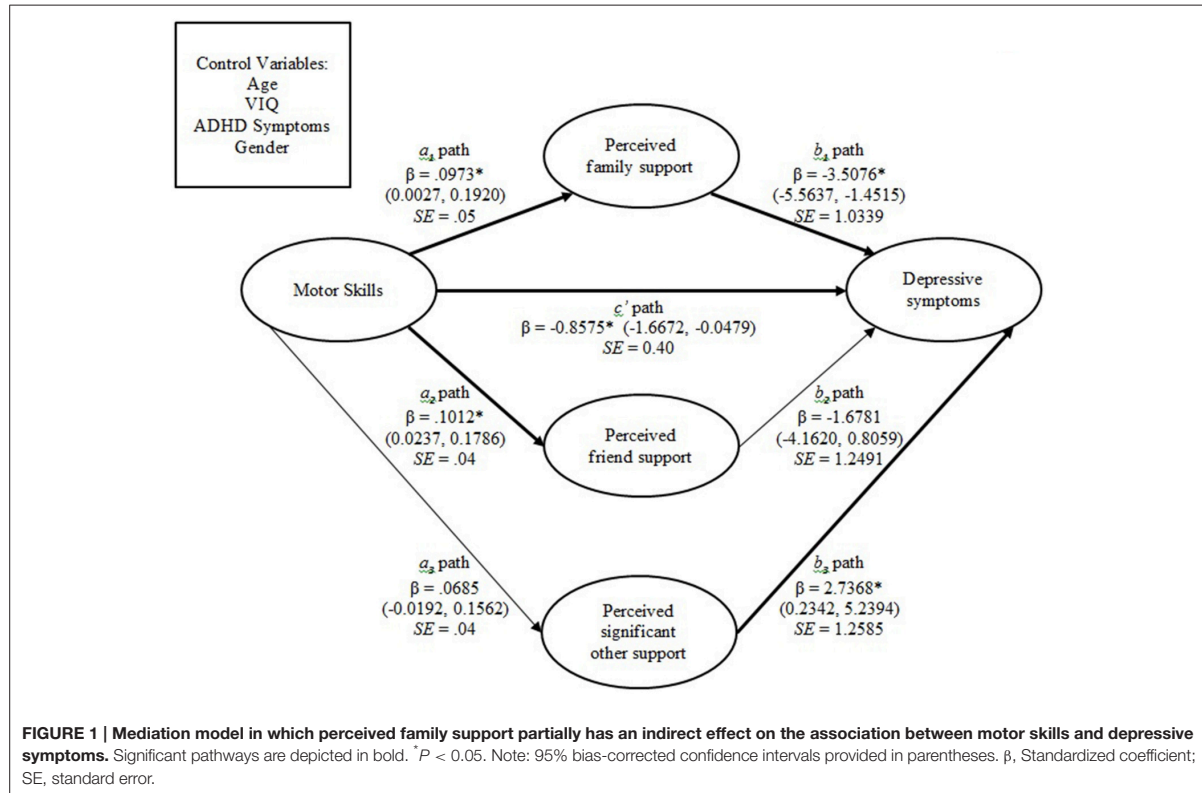 Control Variables:
Age
VIQ
ADHD Symptoms
Gender
a₁ path
β = .0973*
(0.0027, 0.1920)
SE = .05
Perceived
family support
b₁ path
β = -3.5076*
(-5.5637, -1.4515)
SE = 1.0339
Motor Skills
Depressive
symptoms
c' path
β = -0.8575* (-1.6672, -0.0479)
SE = 0.40
a₂ path
β = .1012*
(0.0237, 0.1786)
SE = .04
Perceived
friend support
b₂ path
β = -1.6781
(-4.1620, 0.8059)
SE = 1.2491
a₃ path
β = .0685
(-0.0192, 0.1562)
SE = .04
Perceived
significant
other support
b₃ path
β = 2.7368*
(0.2342, 5.2394)
SE = 1.2585
FIGURE 1 | Mediation model in which perceived family support partially has an indirect effect on the association between motor skills and depressive
symptoms. Significant pathways are depicted in bold. *P < 0.05. Note: 95% bias-corrected confidence intervals provided in parentheses. β, Standardized coefficient;
SE, standard error.